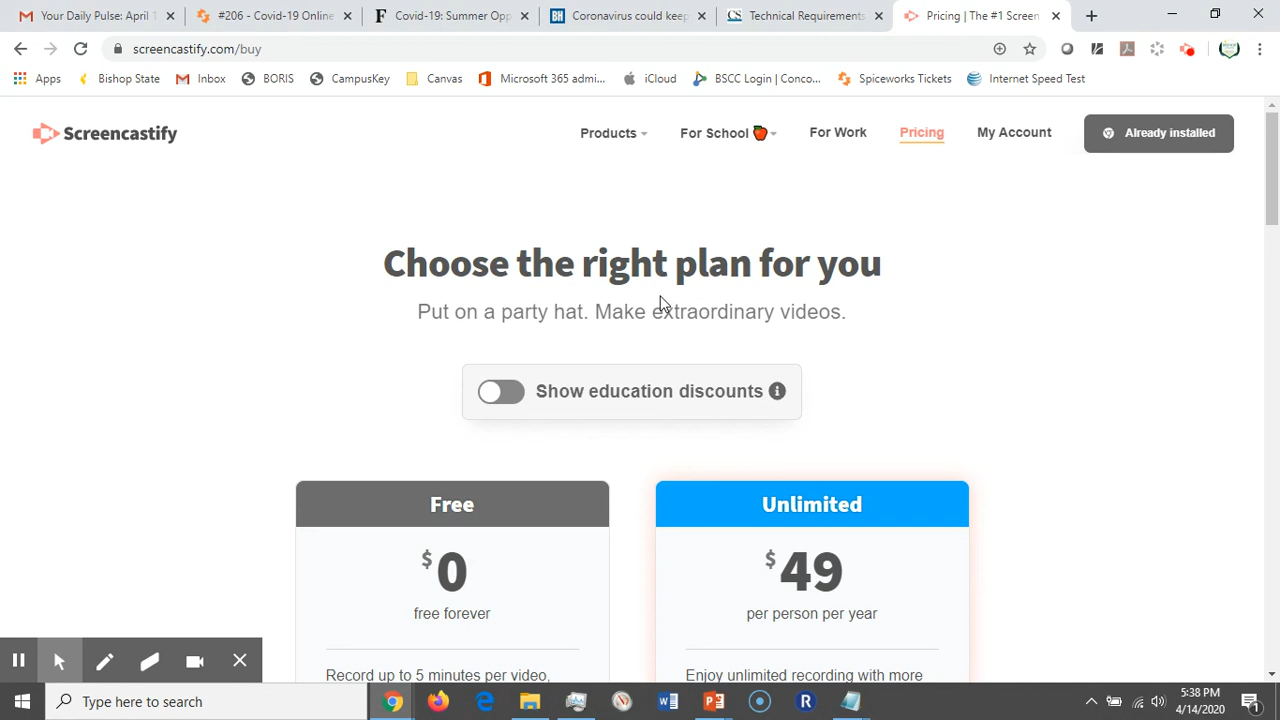 Your Daily Pulse: April 1
#206 - Covid-19 Online
Covid-19: Summer Opp
Coronavirus could keep
Technical Requirements
Pricing | The #1 Screen
screencastify.com/buy
Apps
Bishop State
Inbox
BORIS
CampusKey
Canvas
Microsoft 365 admi...
iCloud
BSCC Login | Conco...
Spiceworks Tickets
Internet Speed Test
Screencastify
Products
For School
For Work
Pricing
My Account
Already installed
Choose the right plan for you
Put on a party hat. Make extraordinary videos.
Show education discounts
Free
Unlimited
$0
$49
free forever
per person per year
Record up to 5 minutes per video,
Enjoy unlimited recording with more
Type here to search
5:38 PM
4/14/2020